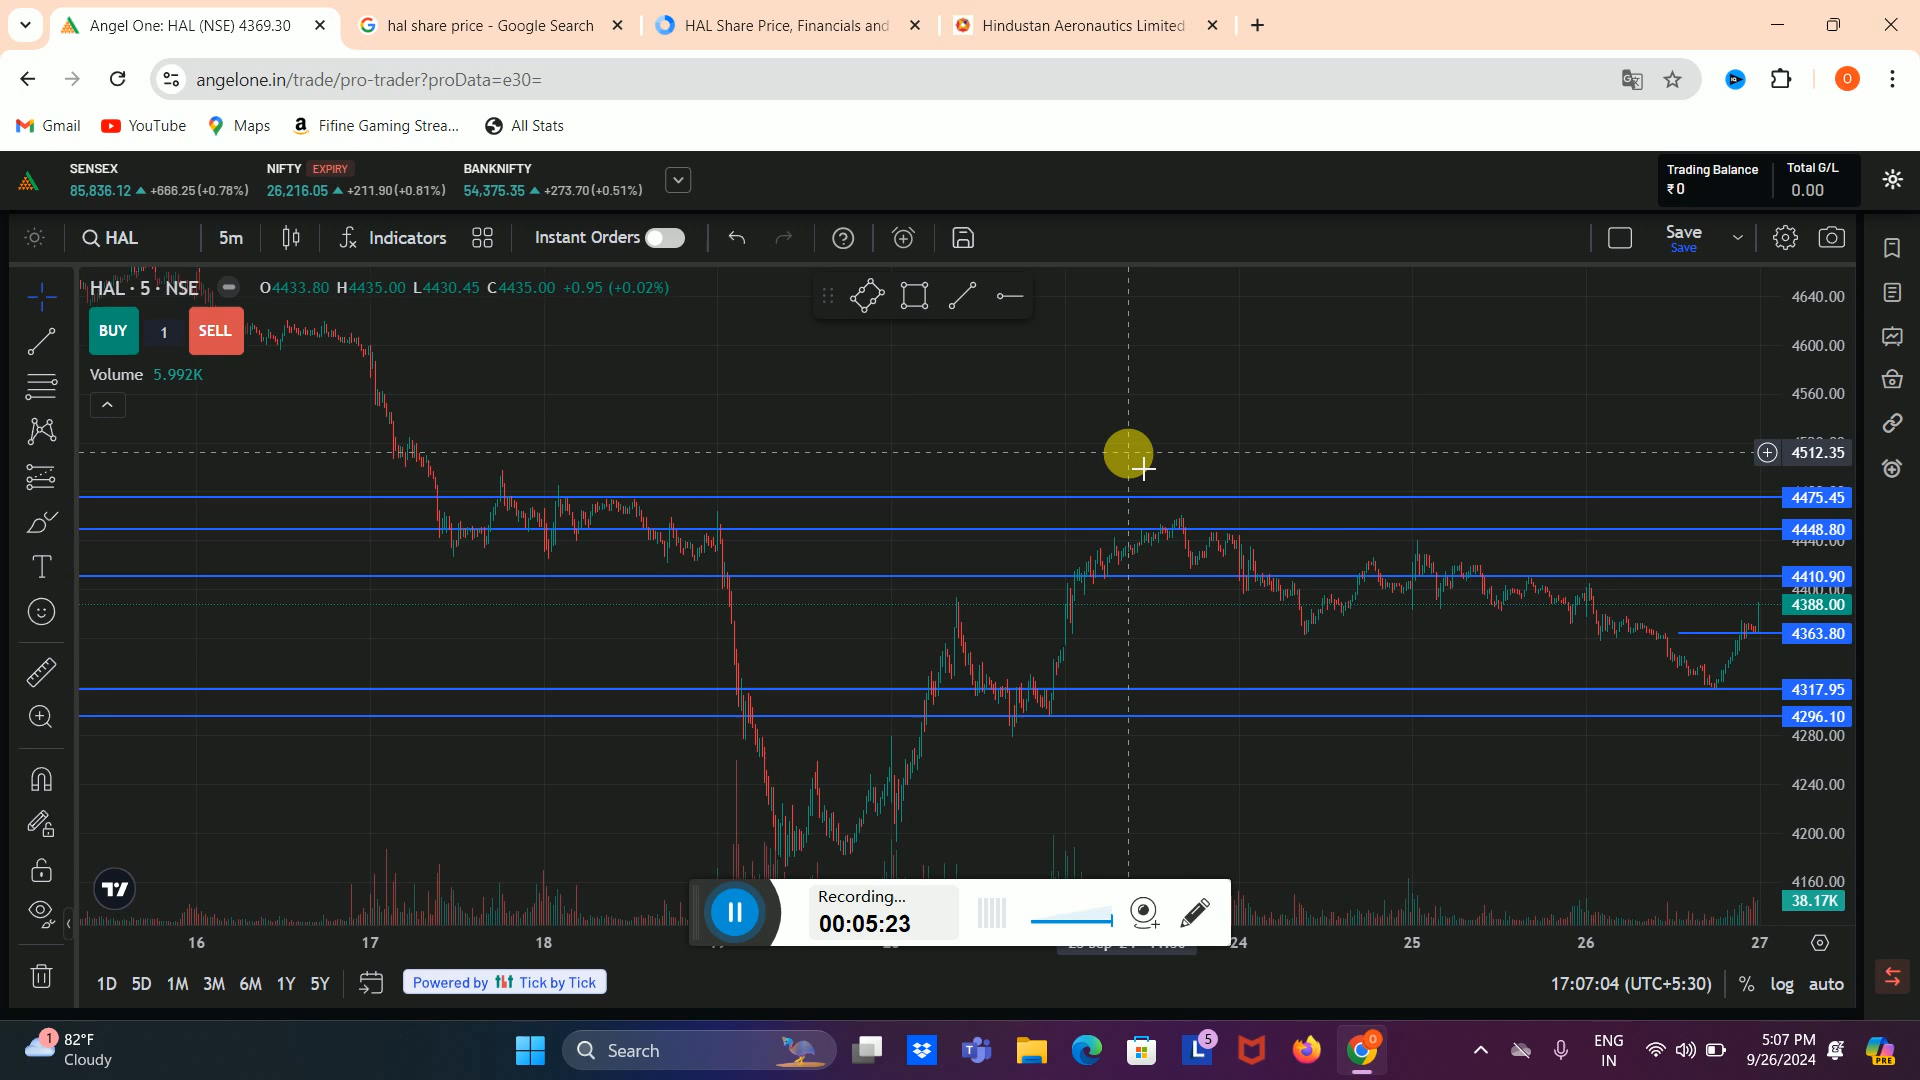 Angel One: HAL (NSE) 4369.30
hal share price - Google Search
HAL Share Price, Financials and
Hindustan Aeronautics Limited
angelone.in/trade/pro-trader?proData=e30=
O
Gmail
YouTube
Maps
Fifine Gaming Strea...
All Stats
SENSEX
85,836.12 +666.25(+0.78%)
NIFTY EXPIRY
26,216.05 +211.90(+0.81%)
BANKNIFTY
54,375.35 +273.70(+0.51%)
Trading Balance
₹0
Total G/L
0.00
HAL
5m
Indicators
Instant Orders
Save
Save
HAL · 5 · NSE
O4433.80 H4435.00 L4430.45 C4435.00 +0.95 (+0.02%)
BUY
1
SELL
Volume 5.992K
4640.00
4600.00
4560.00
4512.35
4475.45
4448.80
4440.00
4410.90
4400.00
4388.00
4363.80
4317.95
4296.10
4280.00
4240.00
4200.00
4160.00
38.17K
Recording...
00:05:23
16
17
18
24
25
26
27
1D
5D
1M
3M
6M
1Y
5Y
Powered by Tick by Tick
17:07:04 (UTC+5:30)
%
log
auto
1
82°F
Cloudy
Search
5
0
ENG
IN
5:07 PM
9/26/2024
PRE